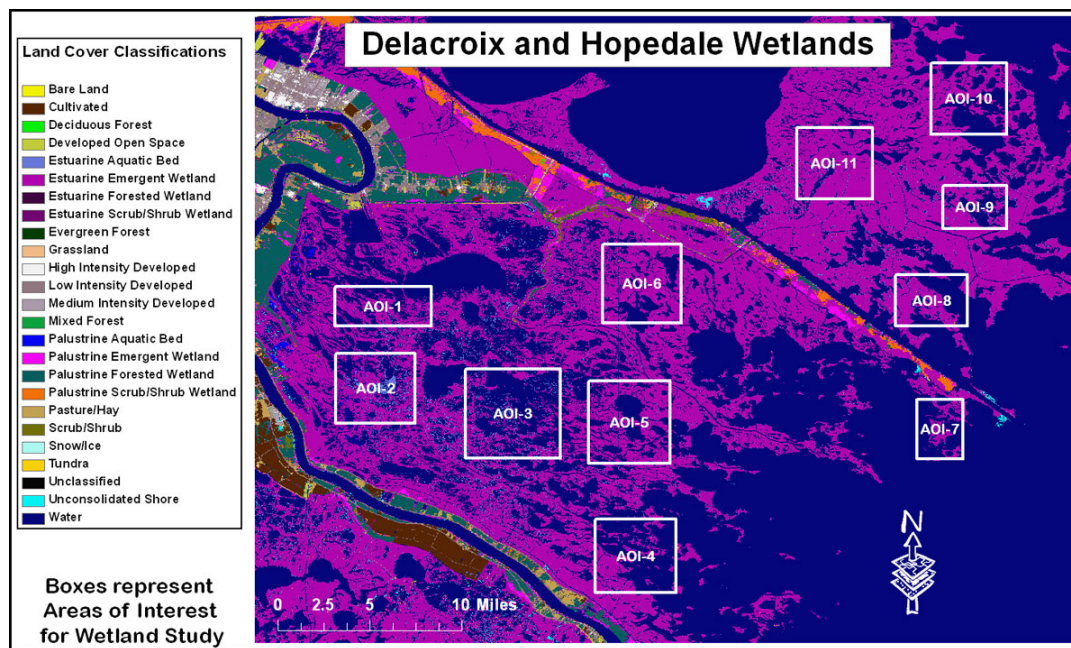 Delacroix and Hopedale Wetlands
Land Cover Classifications
Bare Land
Cultivated
Deciduous Forest
Developed Open Space
Estuarine Aquatic Bed
Estuarine Emergent Wetland
Estuarine Forested Wetland
Estuarine Scrub/Shrub Wetland
Evergreen Forest
Grassland
High Intensity Developed
Low Intensity Developed
Medium Intensity Developed
Mixed Forest
Palustrine Aquatic Bed
Palustrine Emergent Wetland
Palustrine Forested Wetland
Palustrine Scrub/Shrub Wetland
Pasture/Hay
Scrub/Shrub
Snow/Ice
Tundra
Unclassified
Unconsolidated Shore
Water
Boxes represent
Areas of Interest
for Wetland Study
AOI-10
AOI-11
AOI-9
AOI-6
AOI-8
AOI-1
AOI-2
AOI-3
AOI-5
AOI-7
AOI-4
N
0 2.5 5 10 Miles